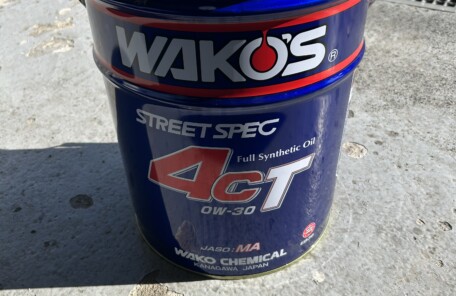 WAKO'S®
STREET SPEC
Full Synthetic Oil
4CT
0W-30
JASO:MA
WAKO CHEMICAL
KANAGAWA JAPAN